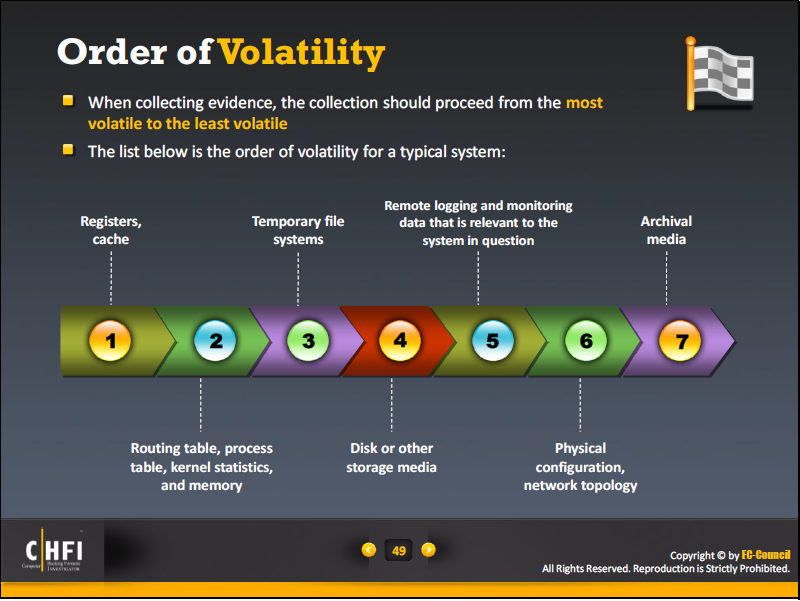 Order of Volatility
When collecting evidence, the collection should proceed from the most
volatile to the least volatile
The list below is the order of volatility for a typical system:
Registers,
cache
Temporary file
systems
Remote logging and monitoring
data that is relevant to the
system in question
Archival
media
1 2 3 4 5 6 7
Routing table, process
table, kernel statistics,
and memory
Disk or other
storage media
Physical
configuration,
network topology
CHFI
Computer Hacking Forensic
INVESTIGATOR
49
Copyright © by EC-Council
All Rights Reserved. Reproduction is Strictly Prohibited.